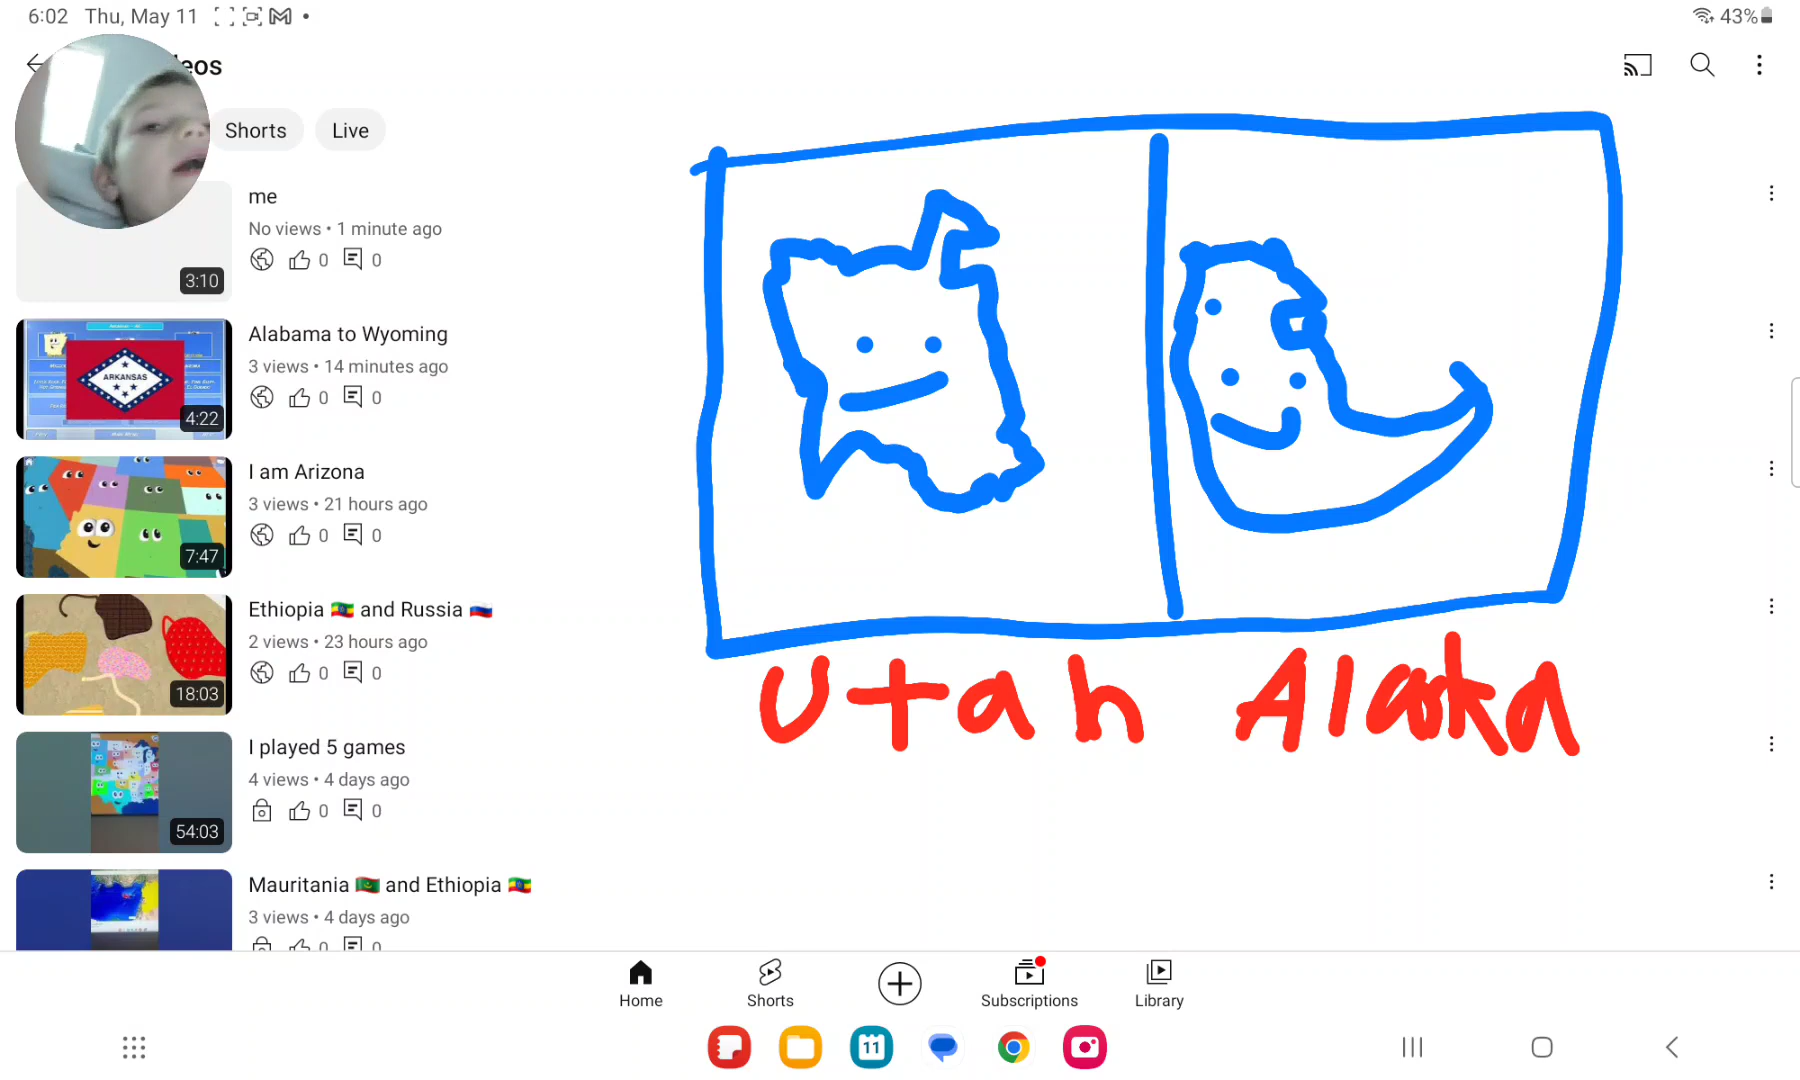 6:02 Thu, May 11
43%
eos
Shorts Live
me
No views • 1 minute ago
0 0
3:10
Alabama to Wyoming
3 views • 14 minutes ago
0 0
ARKANSAS
4:22
I am Arizona
3 views • 21 hours ago
0 0
7:47
Ethiopia 🇪🇹 and Russia 🇷🇺
2 views • 23 hours ago
0 0
18:03
I played 5 games
4 views • 4 days ago
0 0
54:03
Mauritania 🇲🇷 and Ethiopia 🇪🇹
3 views • 4 days ago
0 0
Utah Alaska
Home Shorts Subscriptions Library
11